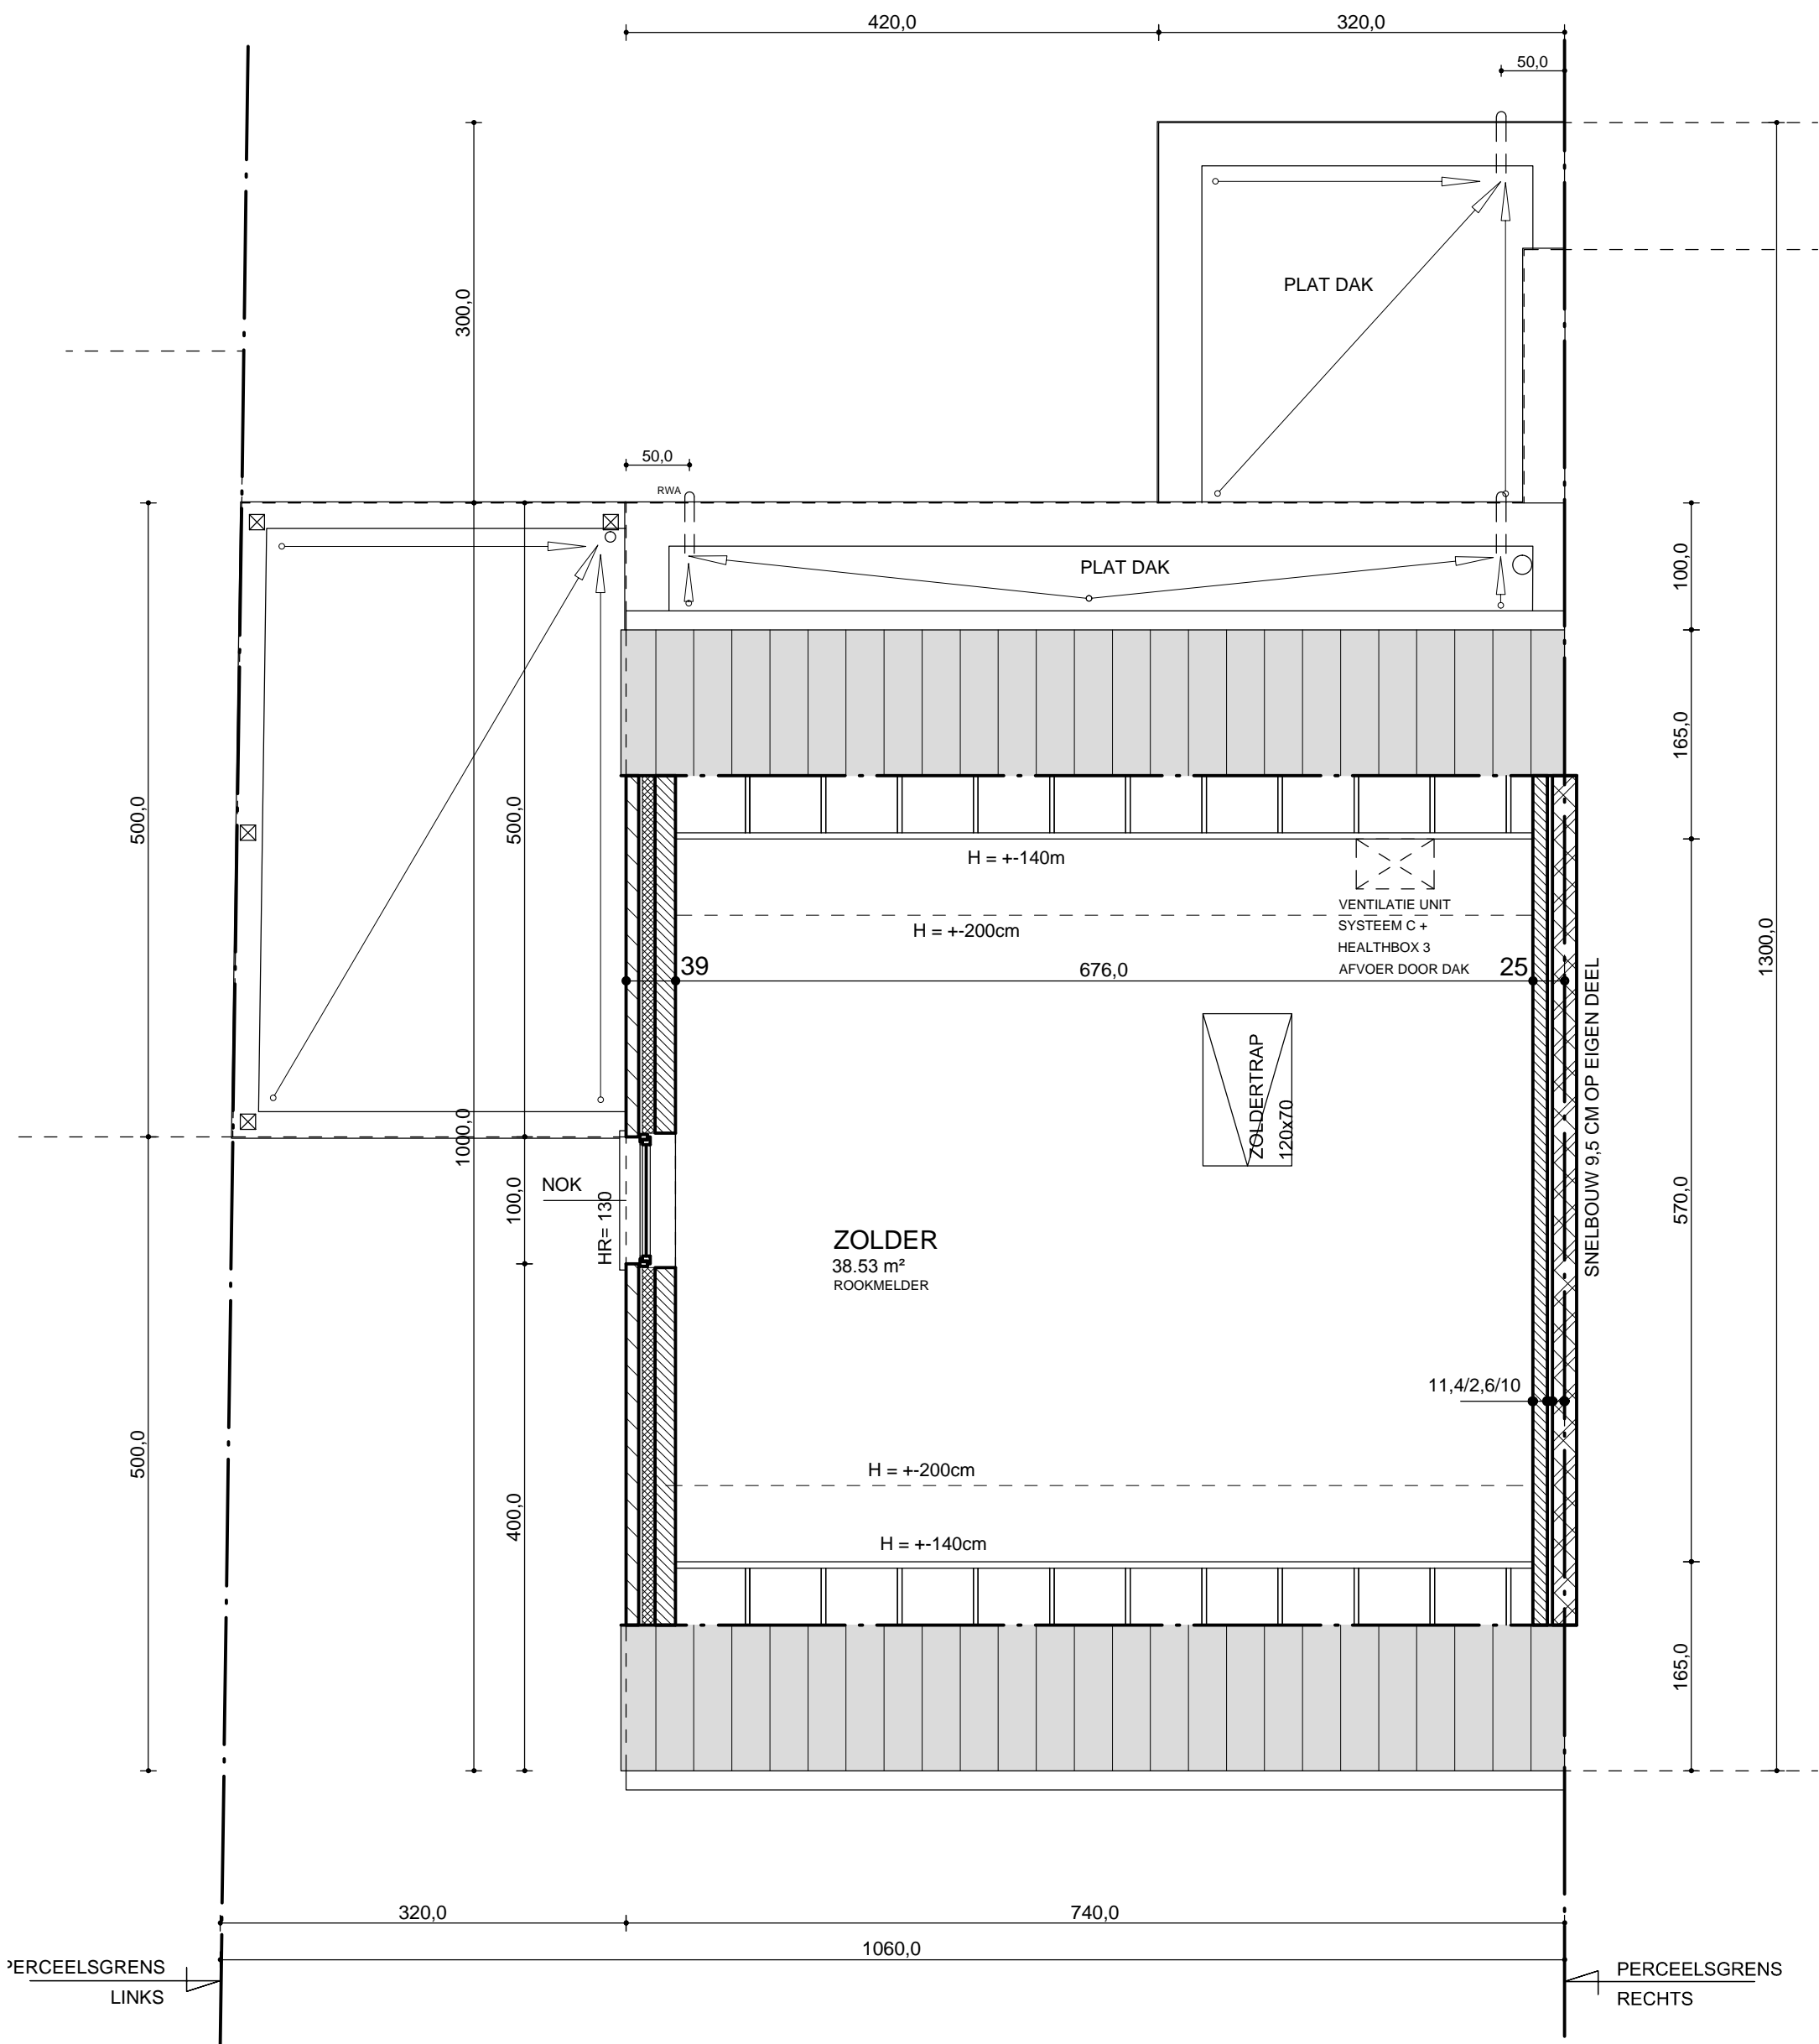 420,0
320,0
50,0
300,0
PLAT DAK
50,0
RWA
PLAT DAK
100,0
165,0
500,0
500,0
H = +-140m
VENTILATIE UNIT
SYSTEEM C +
HEALTHBOX 3
AFVOER DOOR DAK
H = +-200cm
39
676,0
25
1300,0
SNELBOUW 9,5 CM OP EIGEN DEEL
ZOLDERTRAP
120x70
1000,0
100,0
NOK
HR= 130
570,0
ZOLDER
38.53 m²
ROOKMELDER
11,4/2,6/10
500,0
400,0
H = +-200cm
H = +-140cm
165,0
320,0
740,0
1060,0
PERCEELSGRENS
LINKS
PERCEELSGRENS
RECHTS